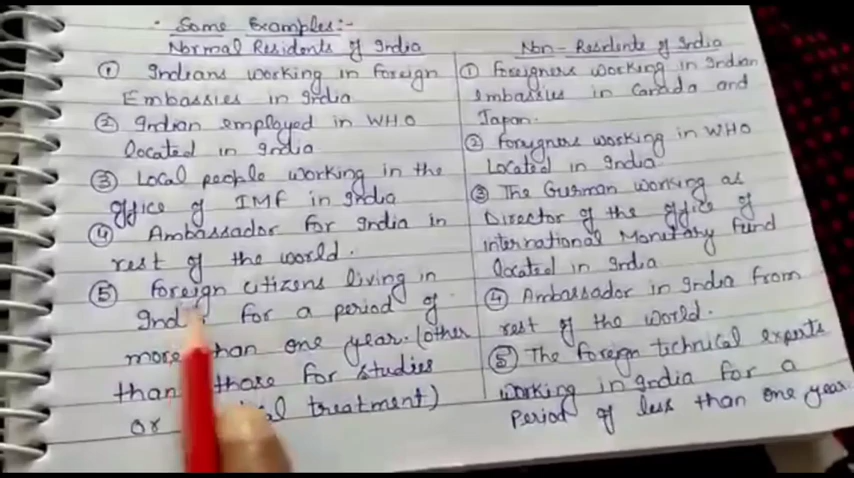 · Some Examples:-
Normal Residents of India
① Indians working in Foreign
Embassies in India
② Indian employed in WHO
located in India
③ Local people working in the
office of IMF in India
④ Ambassador for India in
rest of the world.
⑤ Foreign citizens living in
for a period of
more than one year. (other
than those for studies
or treatment)
Non - Residents of India
① Foreigners working in Indian
embassies in Canada and
Japan.
② Foreigners working in WHO
Located in India.
③ The German working as
Director of the office of
international Monetary Fund
located in India
④ Ambassador in India from
rest of the world.
⑤ The foreign technical experts
working in India for a
Period of less than one year.